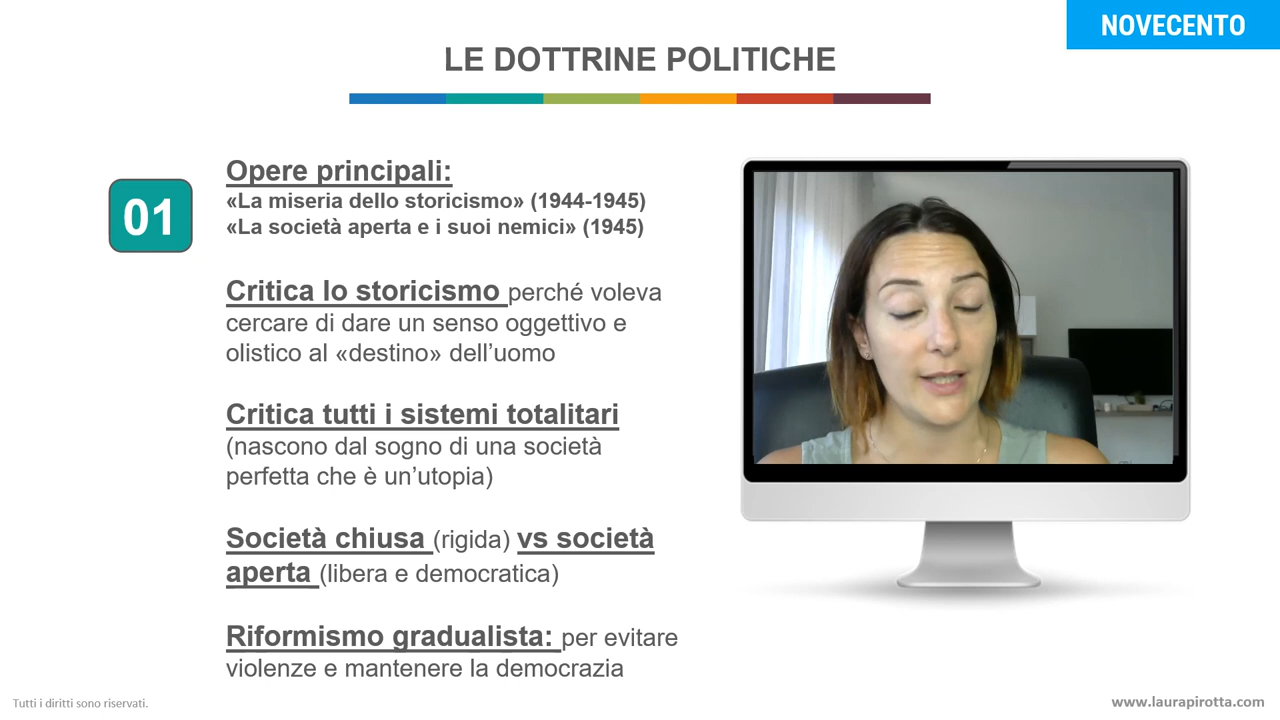 NOVECENTO
LE DOTTRINE POLITICHE
01
Opere principali:
«La miseria dello storicismo» (1944-1945)
«La società aperta e i suoi nemici» (1945)
Critica lo storicismo perché voleva
cercare di dare un senso oggettivo e
olistico al «destino» dell’uomo
Critica tutti i sistemi totalitari
(nascono dal sogno di una società
perfetta che è un’utopia)
Società chiusa (rigida) vs società
aperta (libera e democratica)
Riformismo gradualista: per evitare
violenze e mantenere la democrazia
Tutti i diritti sono riservati.
www.laurapirotta.com